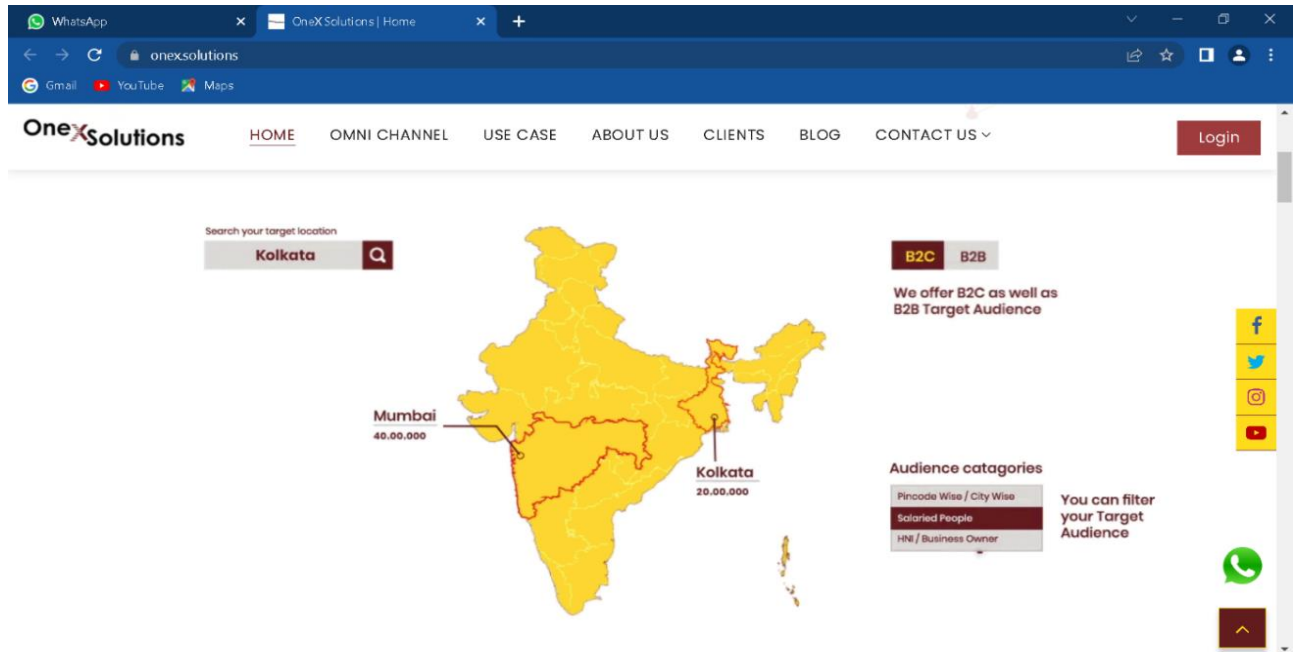 WhatsApp
OneXSolutions | Home
onex.solutions
Gmail
YouTube
Maps
OneXSolutions
HOME
OMNI CHANNEL
USE CASE
ABOUT US
CLIENTS
BLOG
CONTACT US
Login
Search your target location
Kolkata
B2C
B2B
We offer B2C as well as
B2B Target Audience
Mumbai
40.00.000
Kolkata
20.00.000
Audience catagories
Pincode Wise / City Wise
Salaried People
HNI / Business Owner
You can filter
your Target
Audience